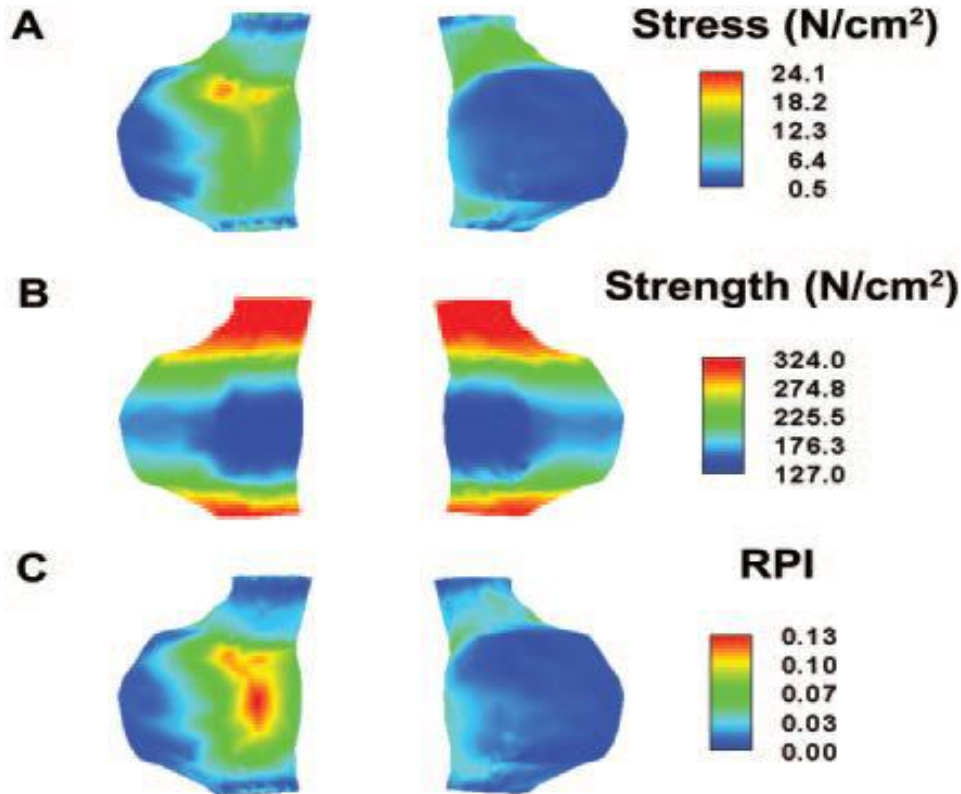 A
Stress (N/cm²)
24.1
18.2
12.3
6.4
0.5
B
Strength (N/cm²)
324.0
274.8
225.5
176.3
127.0
C
RPI
0.13
0.10
0.07
0.03
0.00